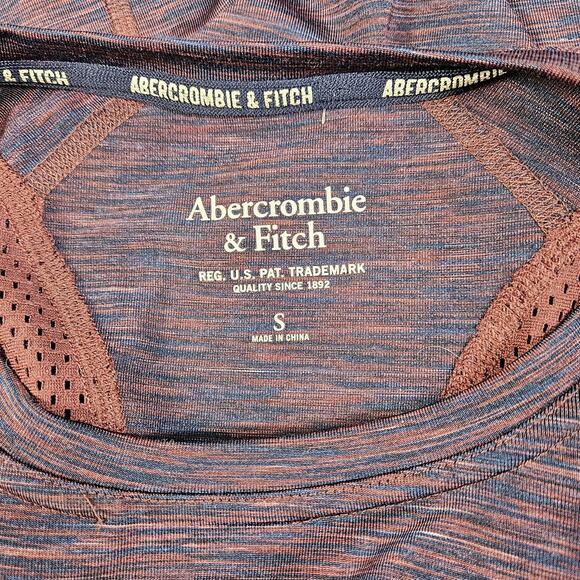 & FITCH ABERCROMBIE & FITCH ABERCROMBIE
Abercrombie
& Fitch
REG. U.S. PAT. TRADEMARK
QUALITY SINCE 1892
S
MADE IN CHINA